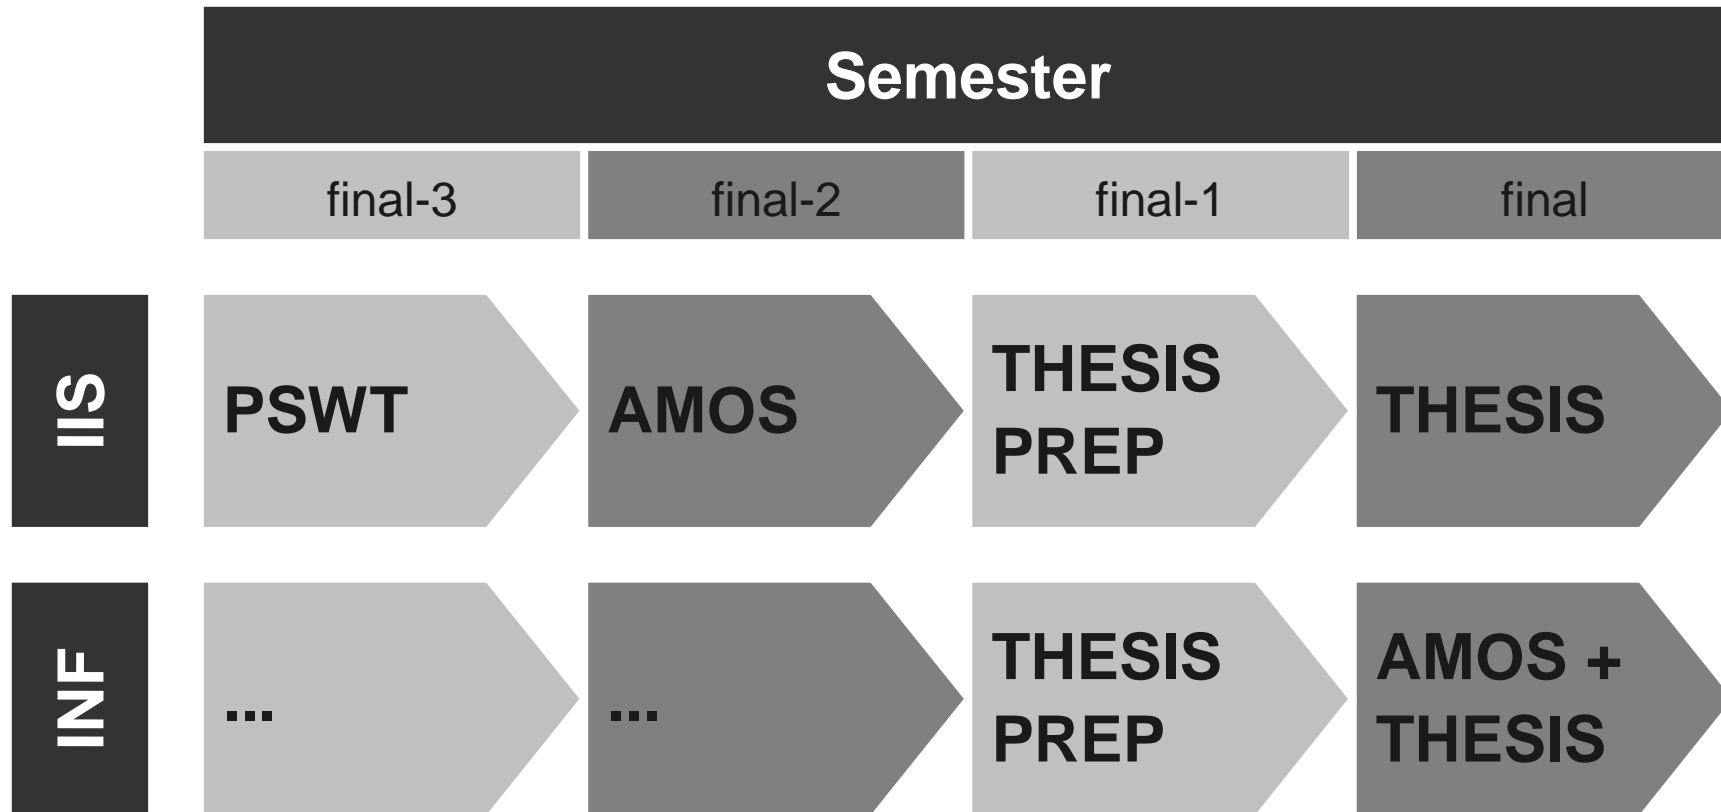 Semester
final-3
final-2
final-1
final
IIS
PSWT
AMOS
THESIS
PREP
THESIS
INF
...
...
THESIS
PREP
AMOS +
THESIS